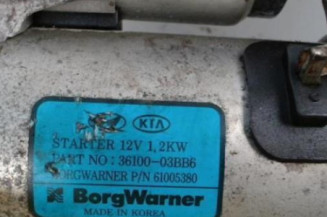 KIA
STARTER 12V 1,2KW
PART NO : 36100-03BB6
BORGWARNER P/N 61005380
BorgWarner
MADE IN KOREA